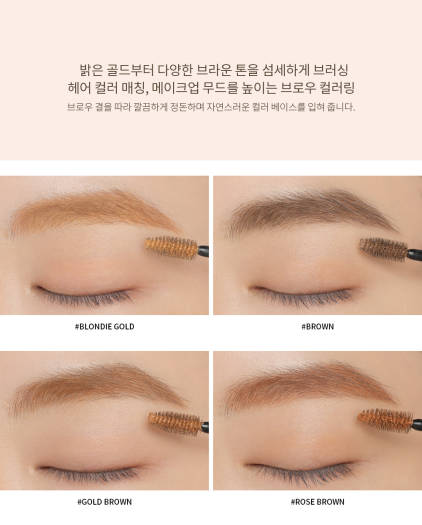 밝은 골드부터 다양한 브라운 톤을 섬세하게 브러싱
헤어 컬러 매칭, 메이크업 무드를 높이는 브로우 컬러링
브로우 결을 따라 깔끔하게 정돈하며 자연스러운 컬러 베이스를 입혀 줍니다.
#BLONDIE GOLD
#BROWN
#GOLD BROWN
#ROSE BROWN